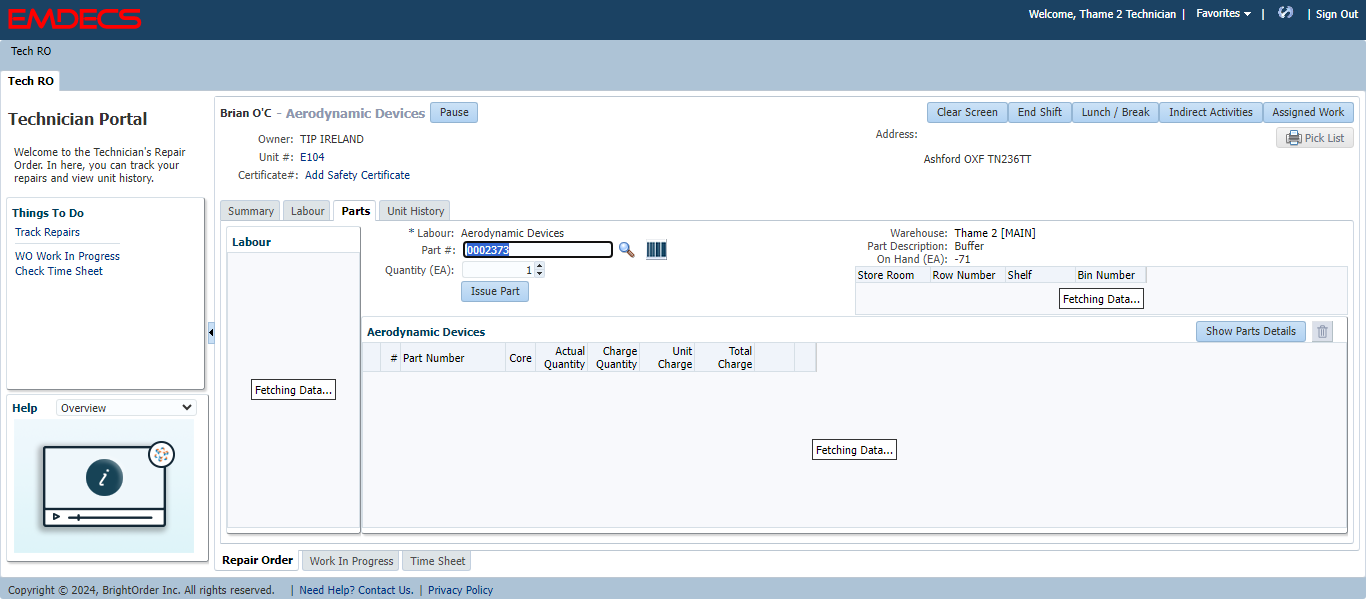 EMDECS
Welcome, Thame 2 Technician | Favorites | | Sign Out
Tech RO
Tech RO
Technician Portal
Welcome to the Technician's Repair
Order. In here, you can track your
repairs and view unit history.
Things To Do
Track Repairs
WO Work In Progress
Check Time Sheet
Help Overview
i
Brian O'C - Aerodynamic Devices Pause
Clear Screen End Shift Lunch / Break Indirect Activities Assigned Work
Owner: TIP IRELAND
Unit #: E104
Certificate#: Add Safety Certificate
Address:
Ashford OXF TN236TT
Pick List
Summary Labour Parts Unit History
Labour
Fetching Data...
* Labour: Aerodynamic Devices
Part #: 0002373
Quantity (EA): 1
Issue Part
Warehouse: Thame 2 [MAIN]
Part Description: Buffer
On Hand (EA): -71
Store Room Row Number Shelf Bin Number
Fetching Data...
Aerodynamic Devices Show Parts Details
# Part Number Core Actual Quantity Charge Quantity Unit Charge Total Charge
Fetching Data...
Repair Order Work In Progress Time Sheet
Copyright © 2024, BrightOrder Inc. All rights reserved. | Need Help? Contact Us. | Privacy Policy